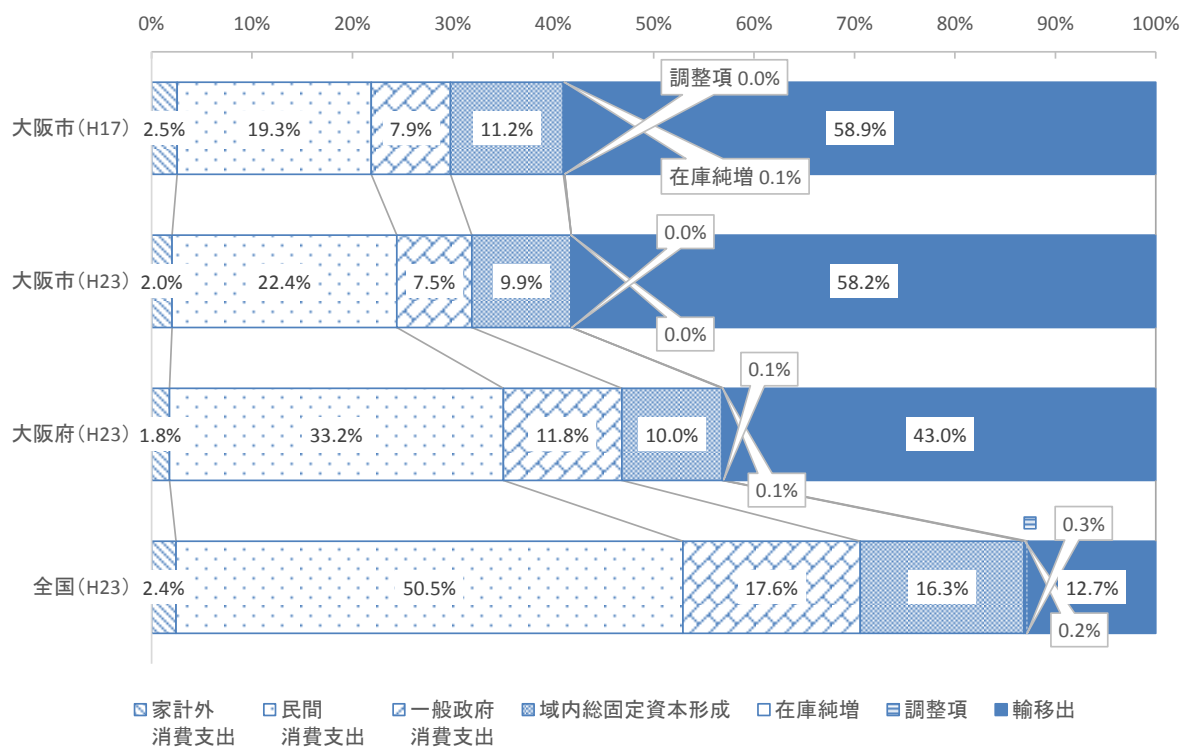 0% 10% 20% 30% 40% 50% 60% 70% 80% 90% 100%
調整項 0.0%
大阪市(H17) 2.5% 19.3% 7.9% 11.2% 58.9%
在庫純増 0.1%
0.0%
大阪市(H23) 2.0% 22.4% 7.5% 9.9% 58.2%
0.0%
0.1%
大阪府(H23) 1.8% 33.2% 11.8% 10.0% 43.0%
0.1%
0.3%
全国(H23) 2.4% 50.5% 17.6% 16.3% 12.7%
0.2%
家計外 民間 一般政府 域内総固定資本形成 在庫純増 調整項 輸移出
消費支出 消費支出 消費支出